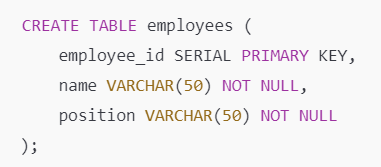 CREATE TABLE employees (
    employee_id SERIAL PRIMARY KEY,
    name VARCHAR(50) NOT NULL,
    position VARCHAR(50) NOT NULL
);